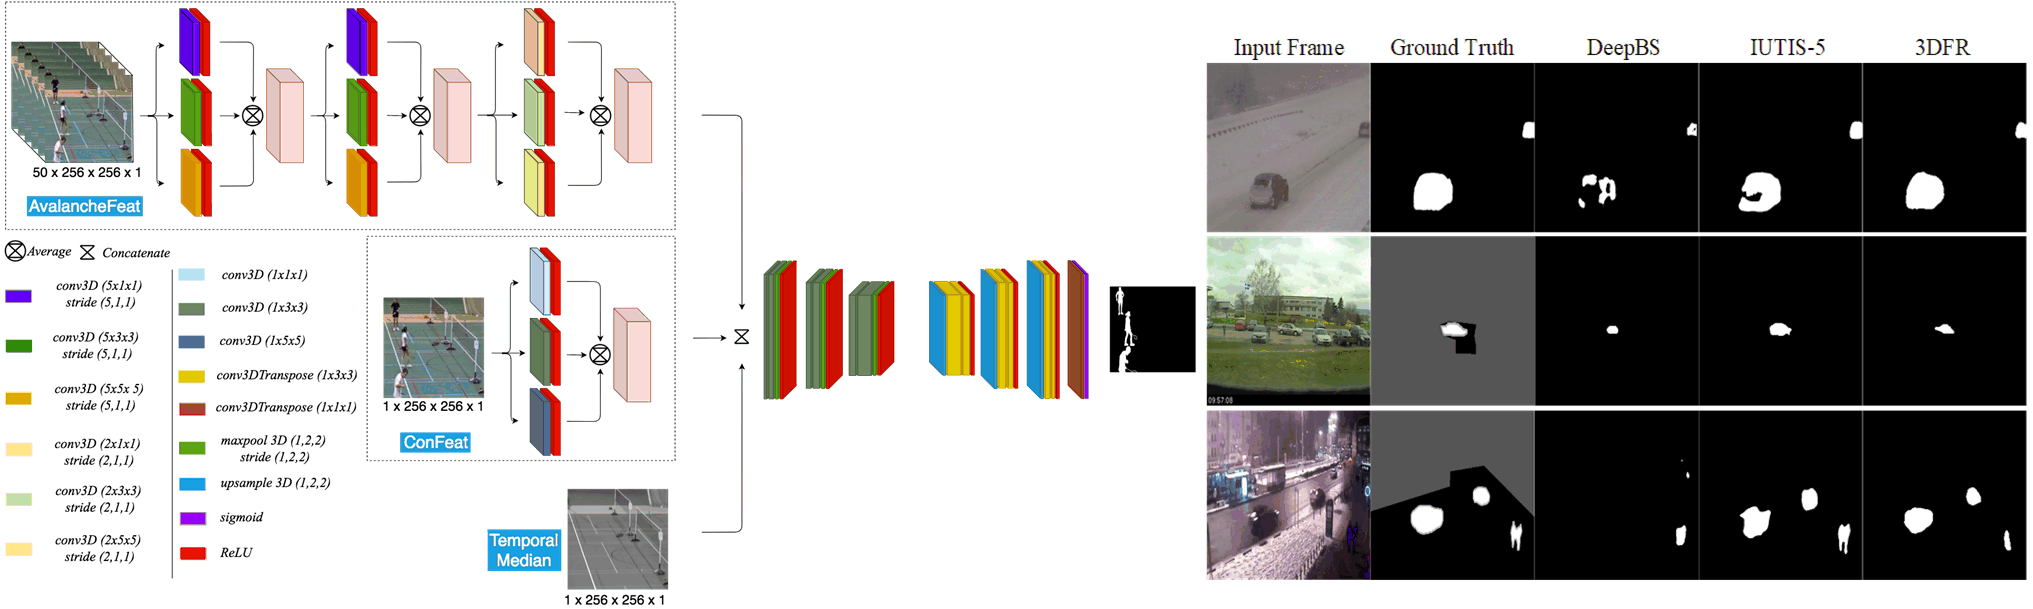 50 x 256 x 256 x 1
AvalancheFeat
Average
Concatenate
conv3D (5x1x1)
stride (5,1,1)
conv3D (5x3x3)
stride (5,1,1)
conv3D (5x5x 5)
stride (5,1,1)
conv3D (2x1x1)
stride (2,1,1)
conv3D (2x3x3)
stride (2,1,1)
conv3D (2x5x5)
stride (2,1,1)
conv3D (1x1x1)
conv3D (1x3x3)
conv3D (1x5x5)
conv3DTranspose (1x3x3)
conv3DTranspose (1x1x1)
maxpool 3D (1,2,2)
stride (1,2,2)
upsample 3D (1,2,2)
sigmoid
ReLU
1 x 256 x 256 x 1
ConFeat
Temporal
Median
1 x 256 x 256 x 1
Input Frame
Ground Truth
DeepBS
IUTIS-5
3DFR
09:57:08